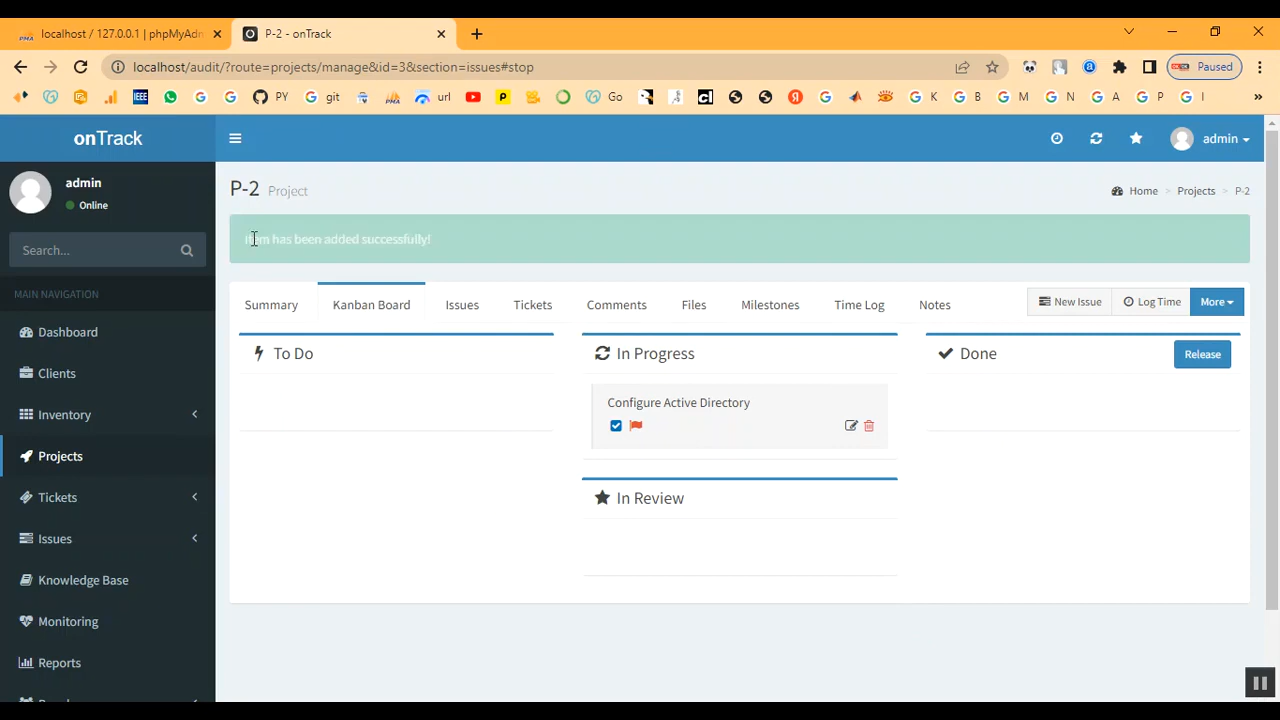 localhost / 127.0.0.1 | phpMyAdn
P-2 - onTrack
localhost/audit/?route=projects/manage&id=3&section=issues#stop
Paused
IEEE
PY
git
url
Go
K
B
M
N
A
P
I
»
onTrack
admin
admin
Online
Search...
MAIN NAVIGATION
Dashboard
Clients
Inventory
Projects
Tickets
Issues
Knowledge Base
Monitoring
Reports
P-2 Project
Home > Projects > P-2
Item has been added successfully!
Summary
Kanban Board
Issues
Tickets
Comments
Files
Milestones
Time Log
Notes
New Issue
Log Time
More
To Do
In Progress
Configure Active Directory
In Review
Done
Release